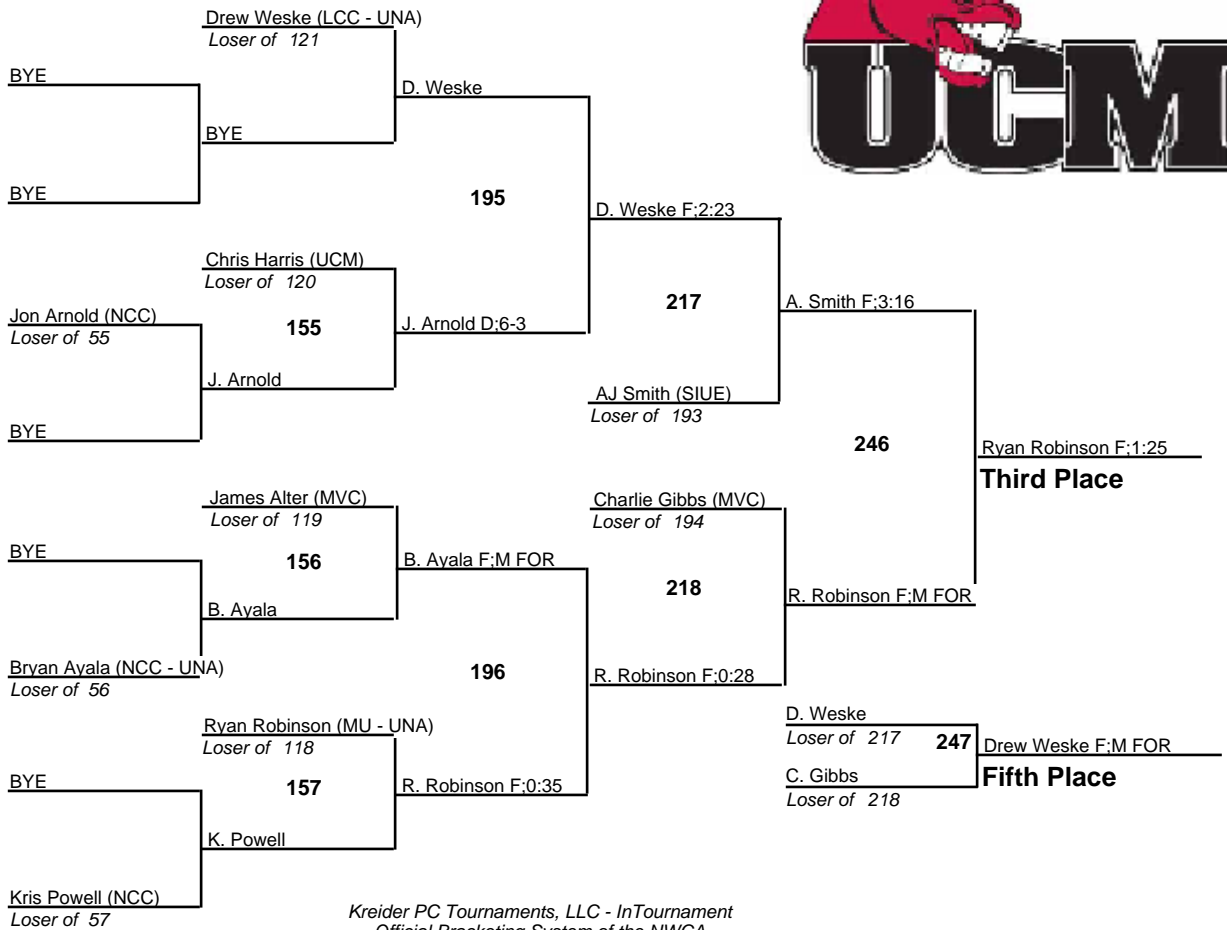 Drew Weske (LCC - UNA)
Loser of 121
UCM
BYE
D. Weske
BYE
BYE
195
D. Weske F;2:23
Chris Harris (UCM)
Loser of 120
217
A. Smith F;3:16
Jon Arnold (NCC)
Loser of 55
155
J. Arnold D;6-3
J. Arnold
AJ Smith (SIUE)
Loser of 193
BYE
246
Ryan Robinson F;1:25
Third Place
James Alter (MVC)
Loser of 119
Charlie Gibbs (MVC)
Loser of 194
BYE
156
B. Ayala F;M FOR
218
R. Robinson F;M FOR
B. Ayala
Bryan Ayala (NCC - UNA)
Loser of 56
196
R. Robinson F;0:28
Ryan Robinson (MU - UNA)
Loser of 118
D. Weske
Loser of 217
247
Drew Weske F;M FOR
Fifth Place
BYE
157
R. Robinson F;0:35
C. Gibbs
Loser of 218
K. Powell
Kris Powell (NCC)
Loser of 57
Kreider PC Tournaments, LLC - InTournament
Official Bracketing System of the NWCA